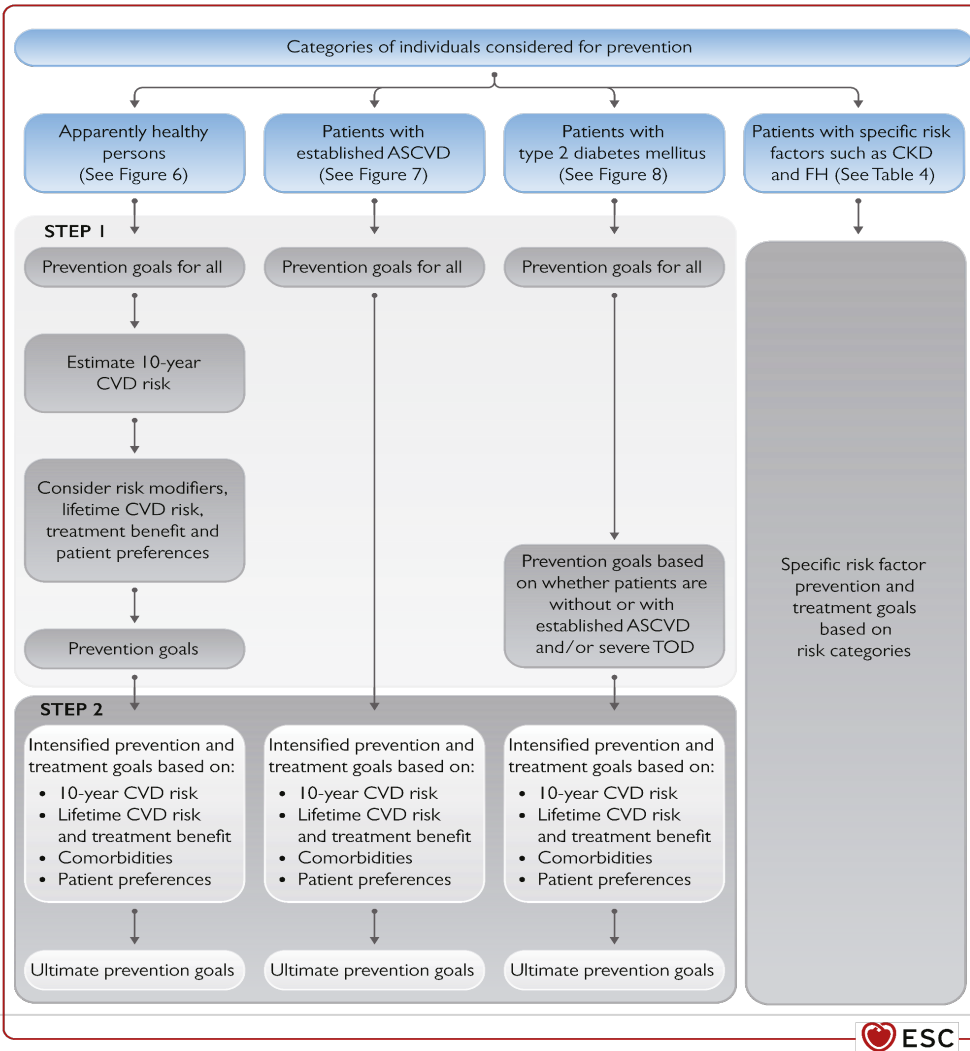 Categories of individuals considered for prevention
Apparently healthy
persons
(See Figure 6)
Patients with
established ASCVD
(See Figure 7)
Patients with
type 2 diabetes mellitus
(See Figure 8)
Patients with specific risk
factors such as CKD
and FH (See Table 4)
STEP 1
Prevention goals for all
Prevention goals for all
Prevention goals for all
Estimate 10-year
CVD risk
Consider risk modifiers,
lifetime CVD risk,
treatment benefit and
patient preferences
Prevention goals
Prevention goals based
on whether patients are
without or with
established ASCVD
and/or severe TOD
Specific risk factor
prevention and
treatment goals
based on
risk categories
STEP 2
Intensified prevention and
treatment goals based on:
• 10-year CVD risk
• Lifetime CVD risk
and treatment benefit
• Comorbidities
• Patient preferences
Intensified prevention and
treatment goals based on:
• 10-year CVD risk
• Lifetime CVD risk
and treatment benefit
• Comorbidities
• Patient preferences
Intensified prevention and
treatment goals based on:
• 10-year CVD risk
• Lifetime CVD risk
and treatment benefit
• Comorbidities
• Patient preferences
Ultimate prevention goals
Ultimate prevention goals
Ultimate prevention goals
ESC